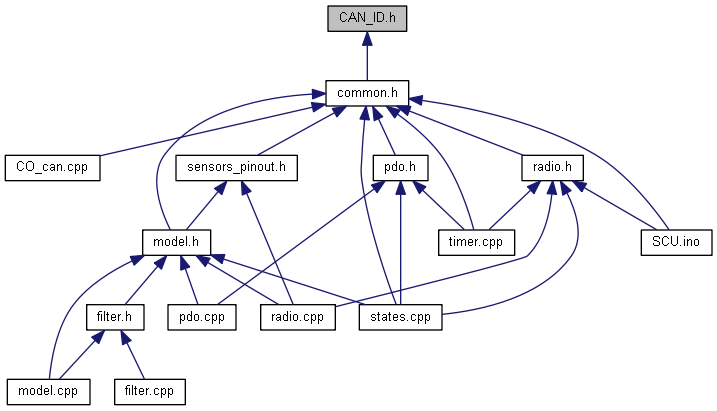 CAN_ID.h
common.h
CO_can.cpp
sensors_pinout.h
pdo.h
radio.h
model.h
timer.cpp
SCU.ino
filter.h
pdo.cpp
radio.cpp
states.cpp
model.cpp
filter.cpp